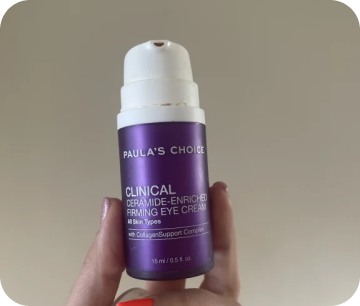 PAULA'S CHOICE
CLINICAL
CERAMIDE-ENRICHED
FIRMING EYE CREAM
All Skin Types
with CollagenSupport Complex
15 ml / 0.5 fl. oz.